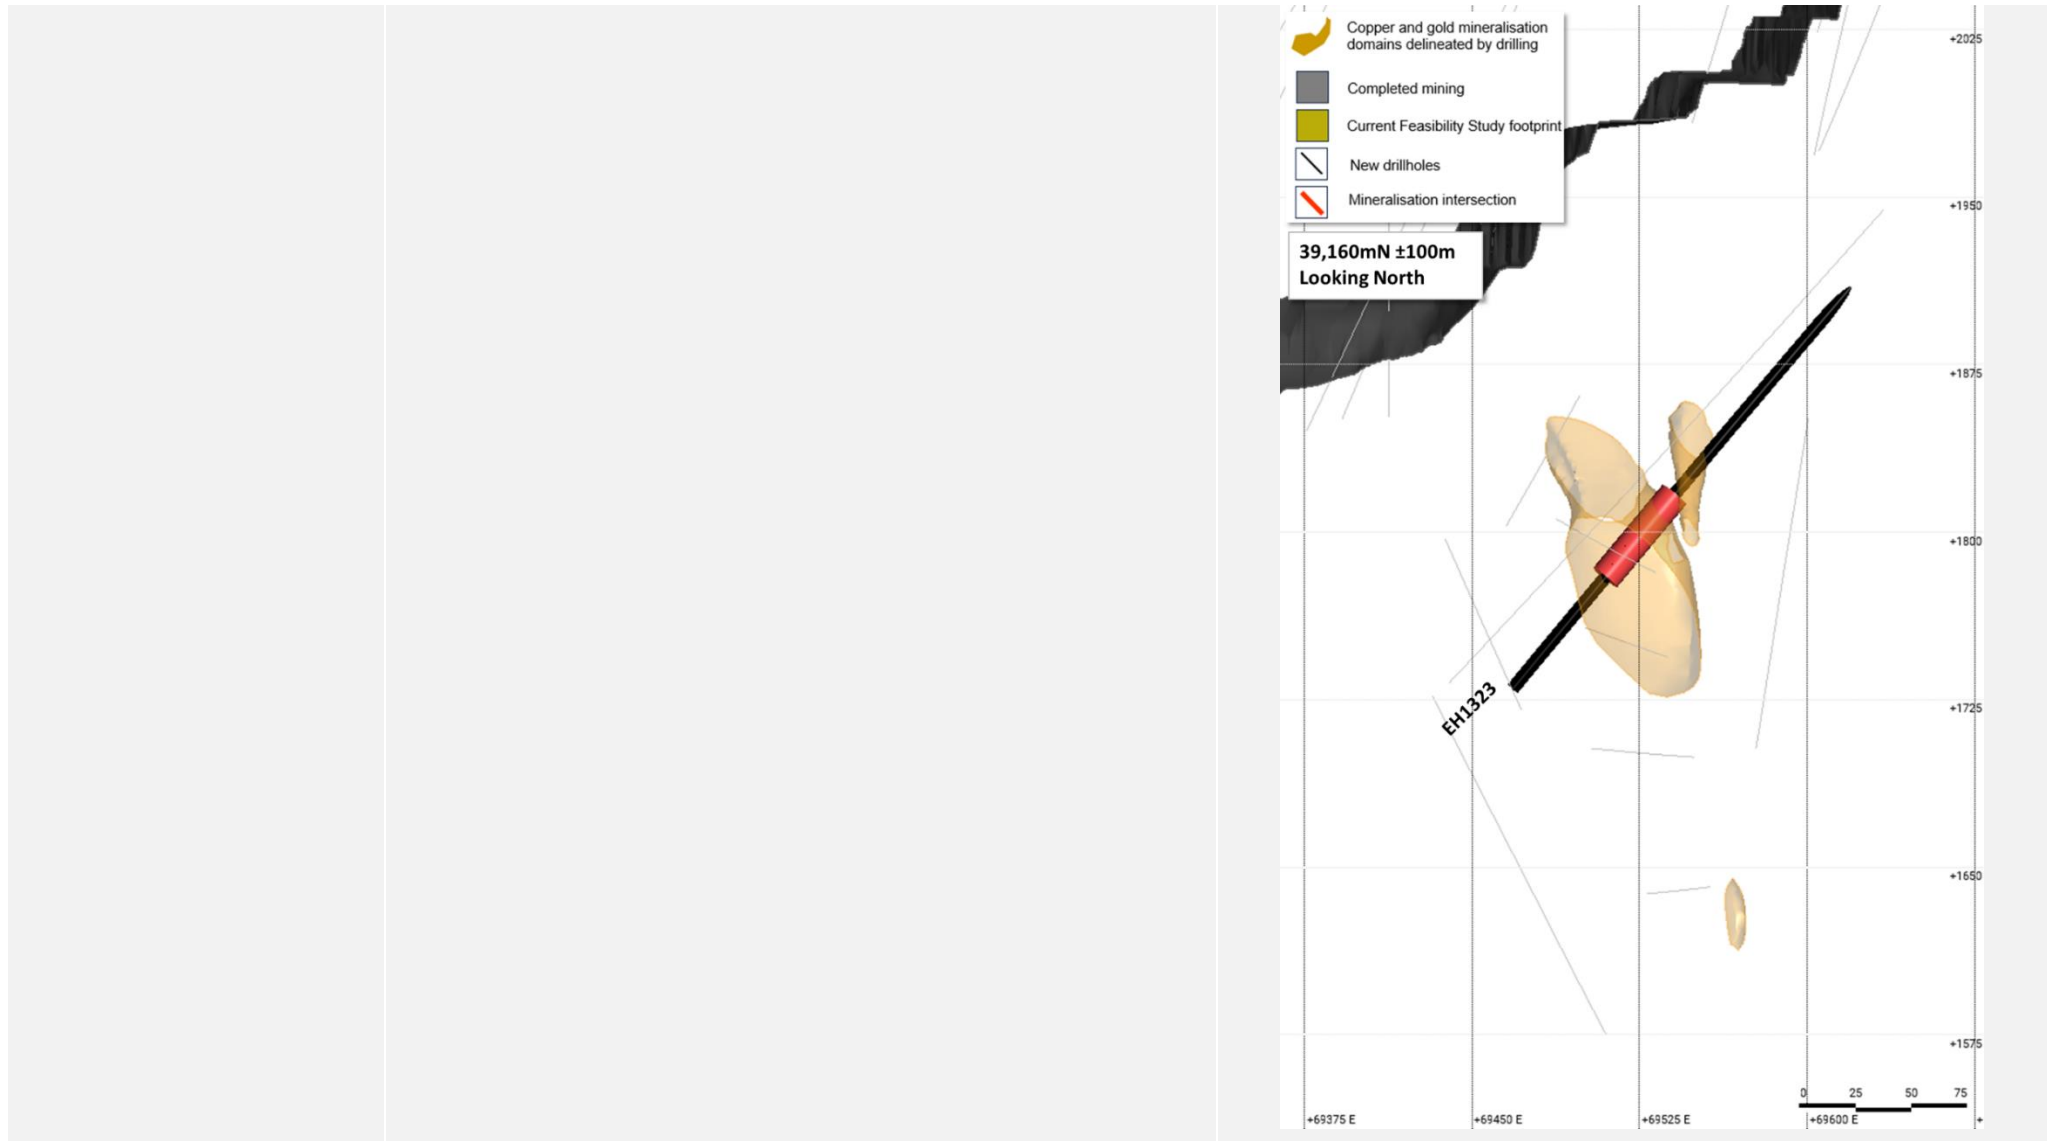 Copper and gold mineralisation
domains delineated by drilling
Completed mining
Current Feasibility Study footprint
New drillholes
Mineralisation intersection
39,160mN ±100m
Looking North
+2025
+1950
+1875
+1800
+1725
EH1323
+1650
+1575
0 25 50 75
+69375 E +69450 E +69525 E +69600 E +